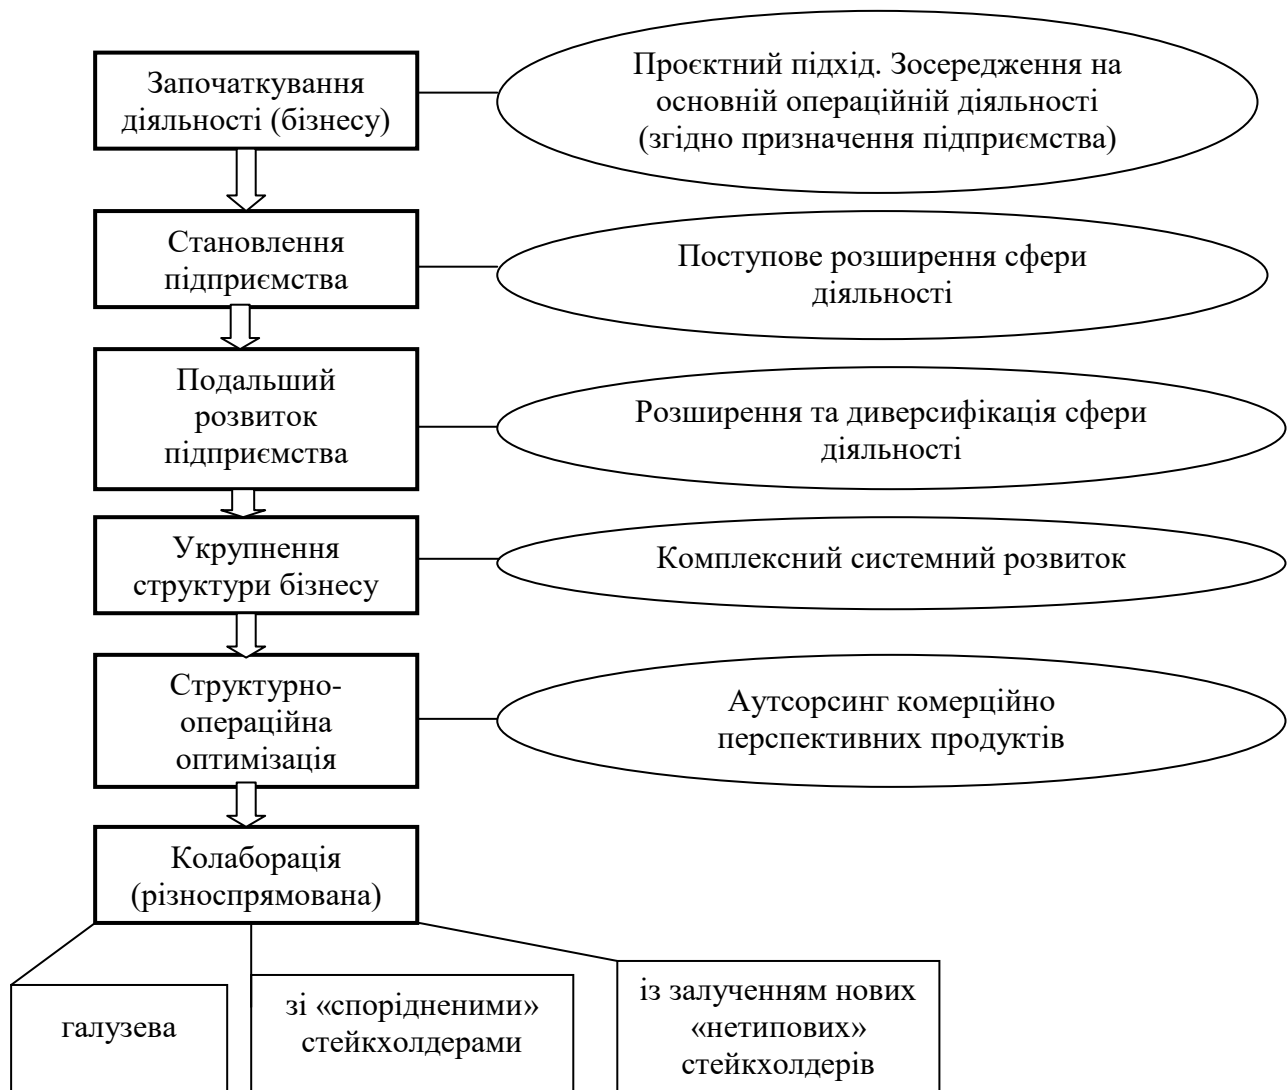 Започаткування
діяльності (бізнесу)
Проєктний підхід. Зосередження на
основній операційній діяльності
(згідно призначення підприємства)
Становлення
підприємства
Поступове розширення сфери
діяльності
Подальший
розвиток
підприємства
Розширення та диверсифікація сфери
діяльності
Укрупнення
структури бізнесу
Комплексний системний розвиток
Структурно-
операційна
оптимізація
Аутсорсинг комерційно
перспективних продуктів
Колаборація
(різноспрямована)
галузева
зі «спорідненими»
стейкхолдерами
із залученням нових
«нетипових»
стейкхолдерів